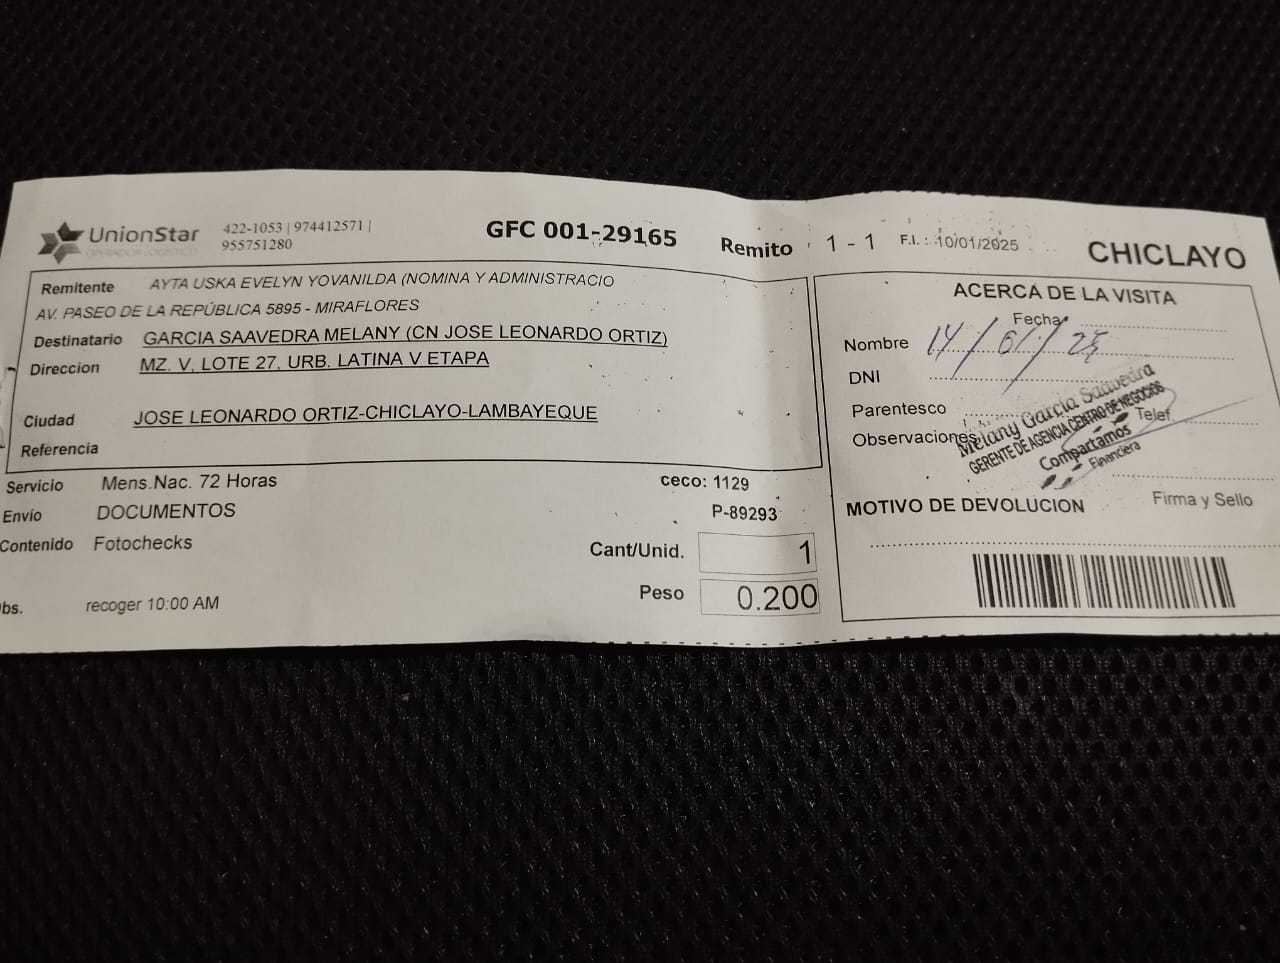 UnionStar
OPERADOR LOGISTICO
422-1053 | 974412571 |
955751280
GFC 001-29165
Remito 1 - 1
F.I. : 10/01/2025
CHICLAYO
Remitente AYTA USKA EVELYN YOVANILDA (NOMINA Y ADMINISTRACIO
AV. PASEO DE LA REPÚBLICA 5895 - MIRAFLORES
Destinatario GARCIA SAAVEDRA MELANY (CN JOSE LEONARDO ORTIZ)
Direccion MZ. V, LOTE 27, URB. LATINA V ETAPA
Ciudad JOSE LEONARDO ORTIZ-CHICLAYO-LAMBAYEQUE
Referencia
Servicio Mens.Nac. 72 Horas
ceco: 1129
Envio DOCUMENTOS
P-89293
Contenido Fotochecks
Cant/Unid. 1
Peso 0.200
bs. recoger 10:00 AM
ACERCA DE LA VISITA
Fecha
Nombre 14/01/25
DNI
Parentesco
Telef.
Observaciones
Melany García Saavedra
GERENTE DE AGENCIA CENTRO DE NEGOCIOS
Compartamos
Financiera
MOTIVO DE DEVOLUCION
Firma y Sello